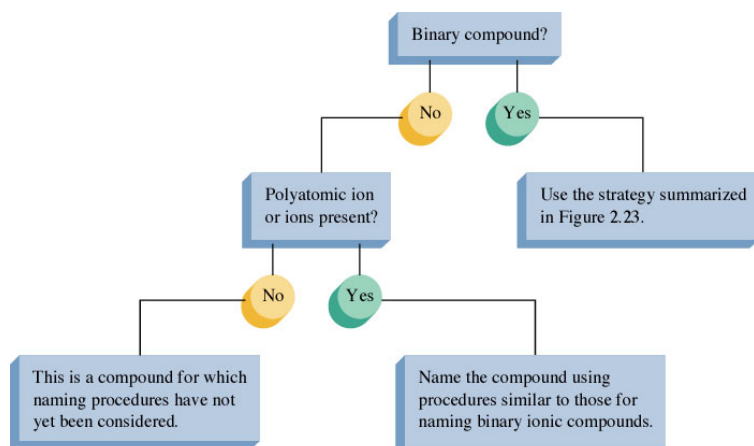 Binary compound?
No
Yes
Polyatomic ion
or ions present?
Use the strategy summarized
in Figure 2.23.
No
Yes
This is a compound for which
naming procedures have not
yet been considered.
Name the compound using
procedures similar to those for
naming binary ionic compounds.